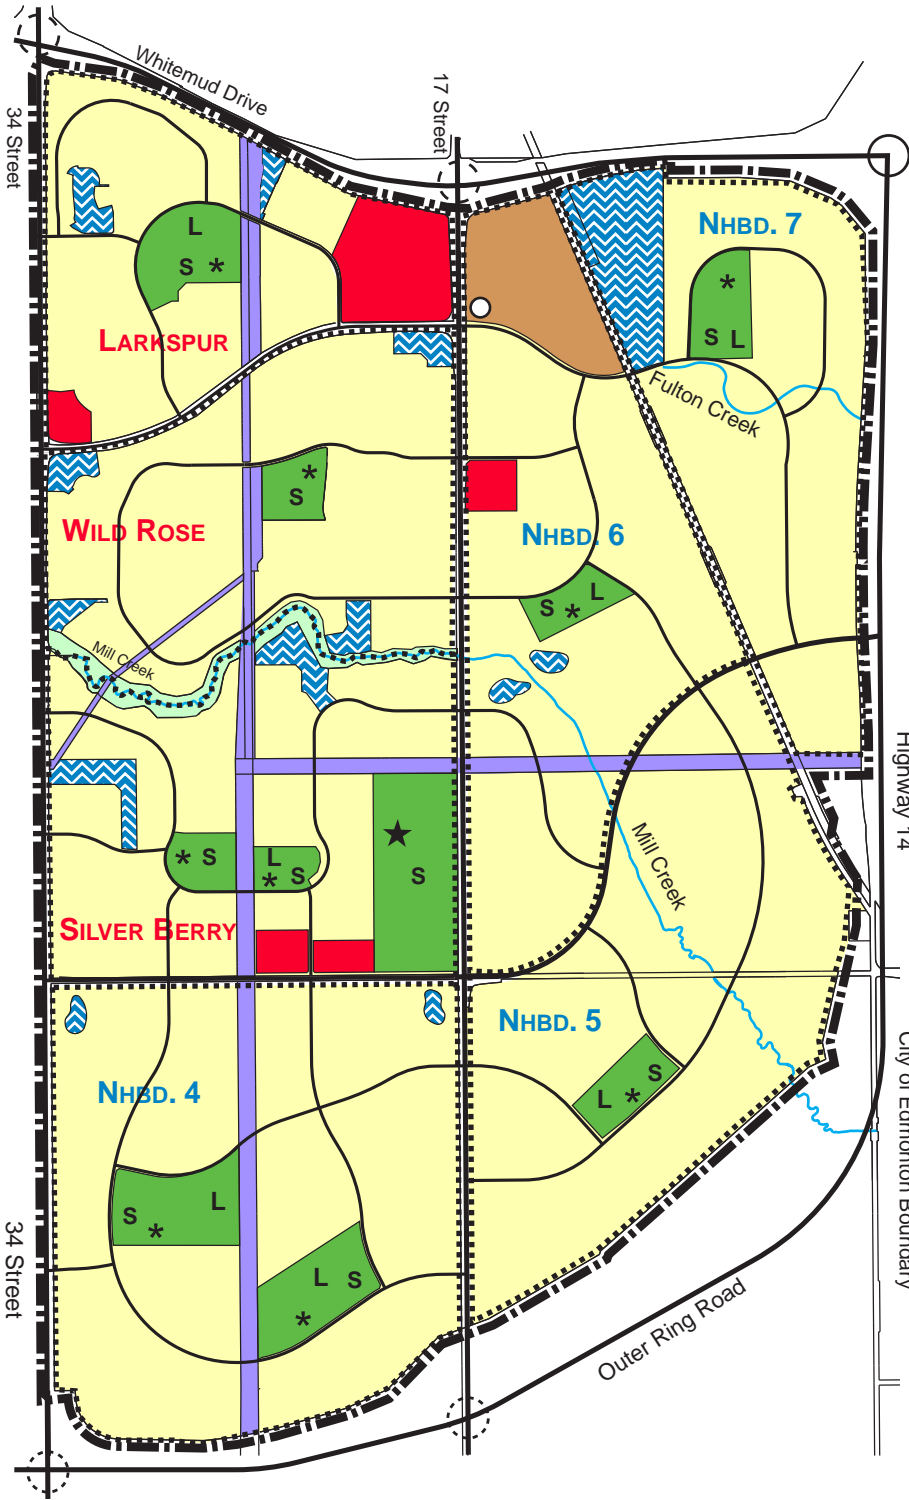 Whitemud Drive
17 Street
34 Street
NHBD. 7
L
S *
*
S L
LARKSPUR
Fulton Creek
*
S
WILD ROSE
NHBD. 6
L
S *
Mill Creek
Highway 14
Mill Creek
* S
L
* S
S
SILVER BERRY
NHBD. 5
City of Edmonton Boundary
NHBD. 4
S
L *
L
S *
L S
*
34 Street
Outer Ring Road